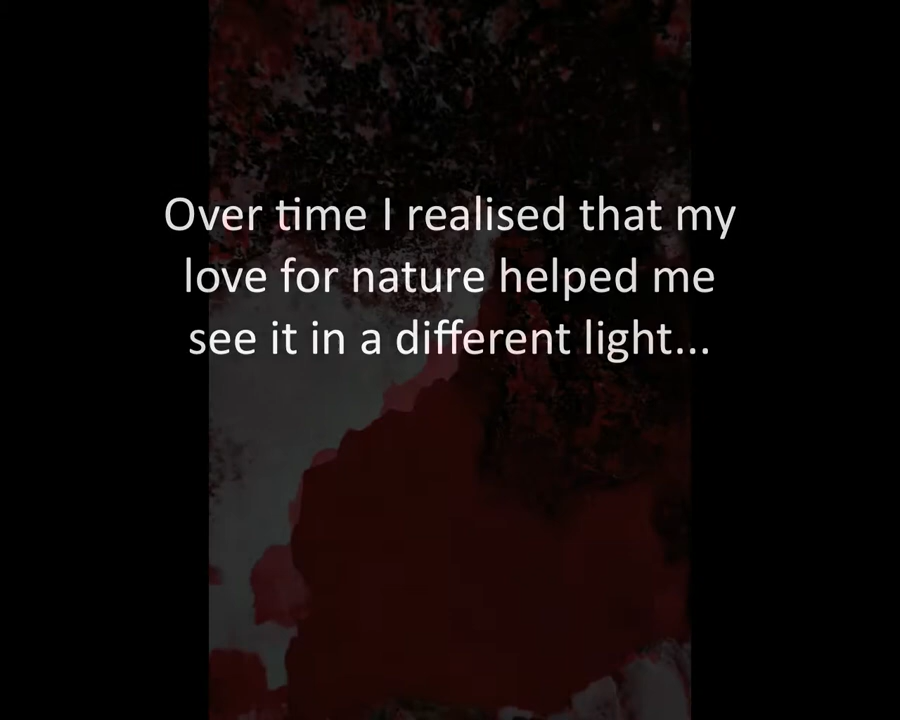 Over time I realised that my
love for nature helped me
see it in a different light...